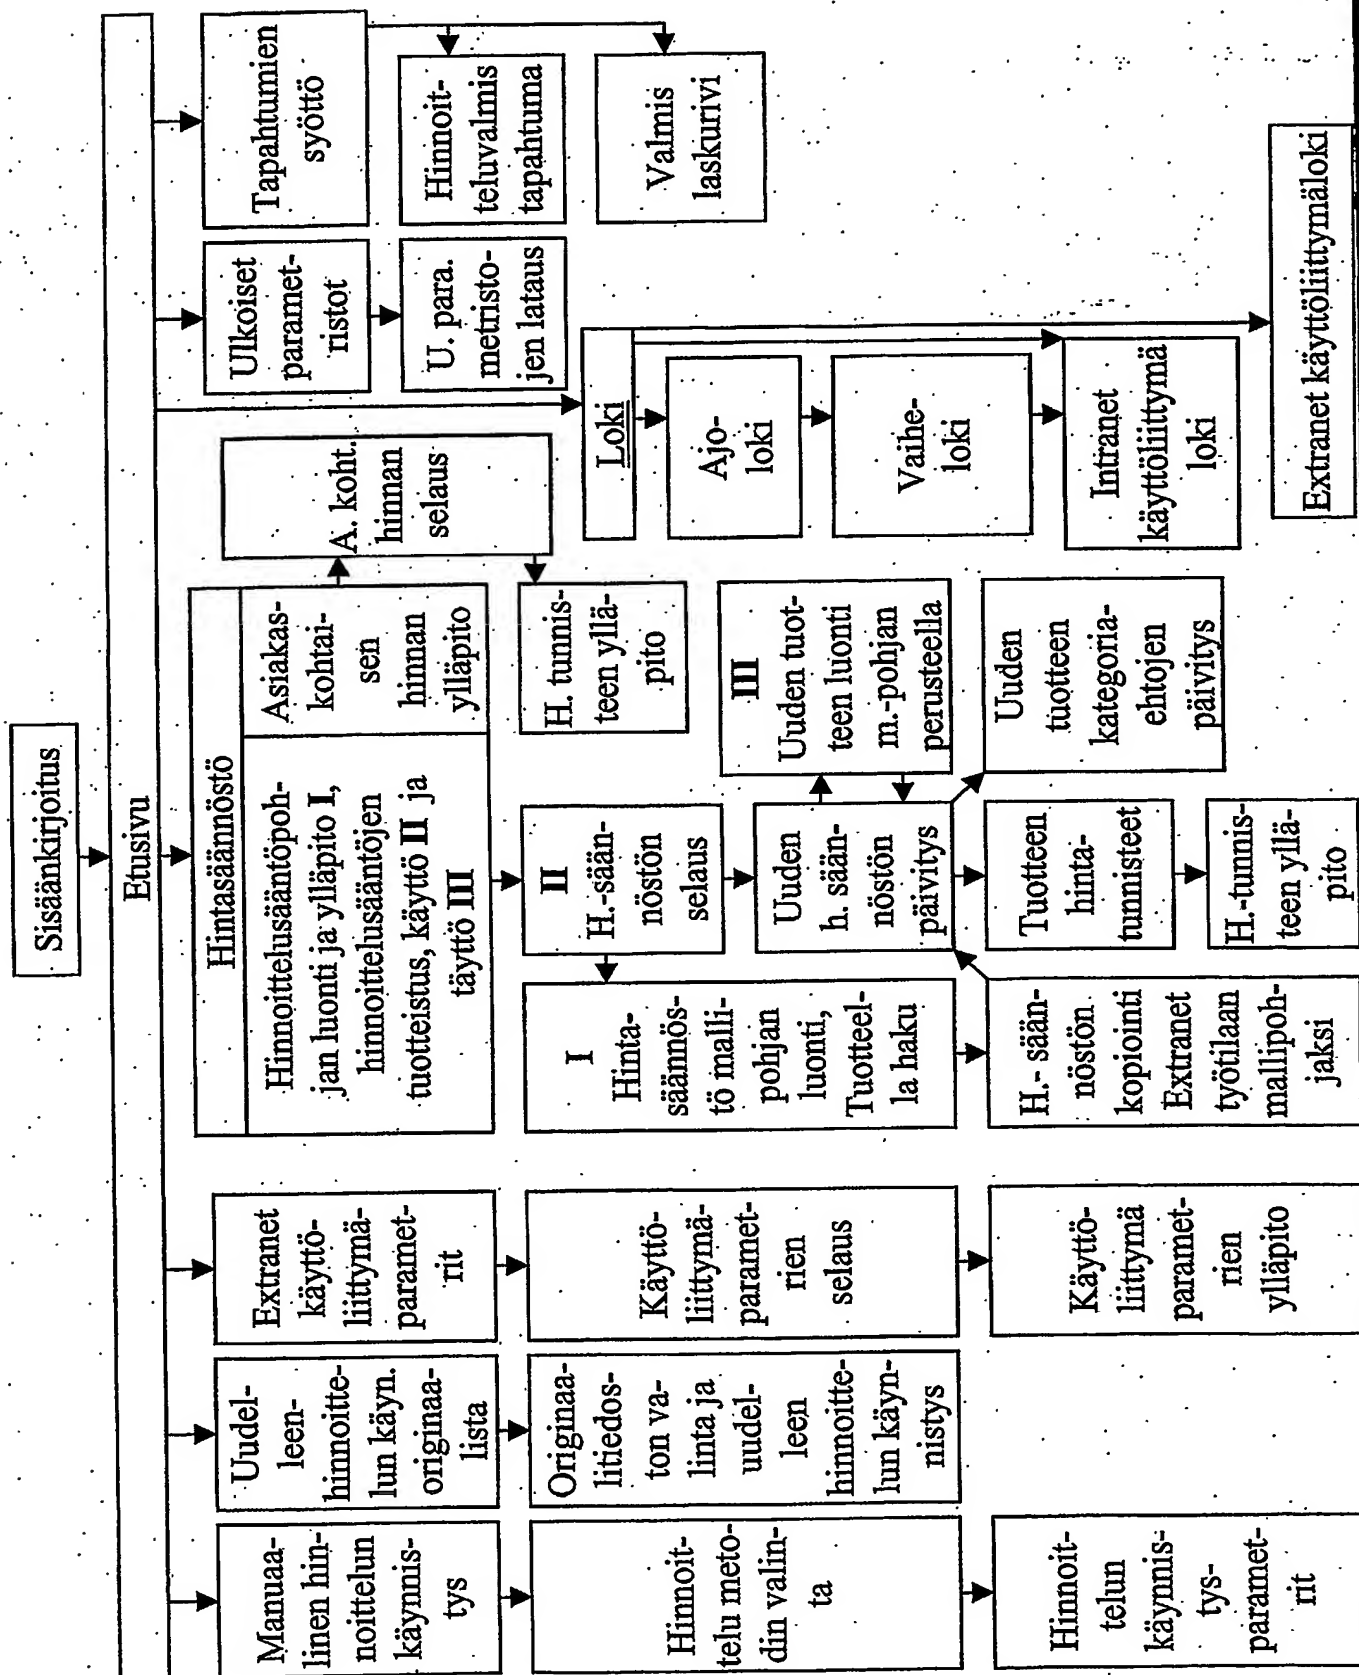 Sisäänkirjoitus
Etusivu
Manuaa-
linen hin-
noittelun
käynnis-
tys
Hinnoit-
telu meto-
din valin-
ta
Hinnoit-
telun
käynnis-
tys-
paramet-
rit
Uudel-
leen-
hinnoitte-
lun käyn.
originaa-
lista
Originaa-
litiedos-
ton va-
linta ja
uudel-
leen
hinnoitte-
lun käyn-
nistys
Extranet
käyttö-
liittymä-
paramet-
rit
Käyttö-
liittymä-
paramet-
rien
selaus
Käyttö-
liittymä
paramet-
rien
ylläpito
Hintasäännöstö
Hinnoittelusääntöpoh-
jan luonti ja ylläpito I,
hinnoittelusääntöjen
tuotteistus, käyttö II ja
täyttö III
Asiakas-
kohtai-
sen
hinnan
ylläpito
A. koht.
hinnan
selaus
H. tunnis-
teen yllä-
pito
I
Hinta-
säännös-
tö malli-
pohjan
luonti,
Tuotteel-
la haku
H.- sään-
nöstön
kopiointi
Extranet
työtilaan
mallipoh-
jaksi
II
H.-sään-
nöstön
selaus
Uuden
h. sään-
nöstön
päivitys
Tuotteen
hinta-
tunnisteet
H.-tunnis-
teen yllä-
pito
III
Uuden tuot-
teen luonti
m.-pohjan
perusteella
Uuden
tuotteen
kategoria-
ehtojen
päivitys
Loki
Ajo-
loki
Vaihe-
loki
Intranet
käyttöliittymä
loki
Extranet käyttöliittymäloki
Ulkoiset
paramet-
ristot
U. para.
metristo-
jen lataus
Tapahtumien
syöttö
Hinnoit-
teluvalmis
tapahtuma
Valmis
laskurivi